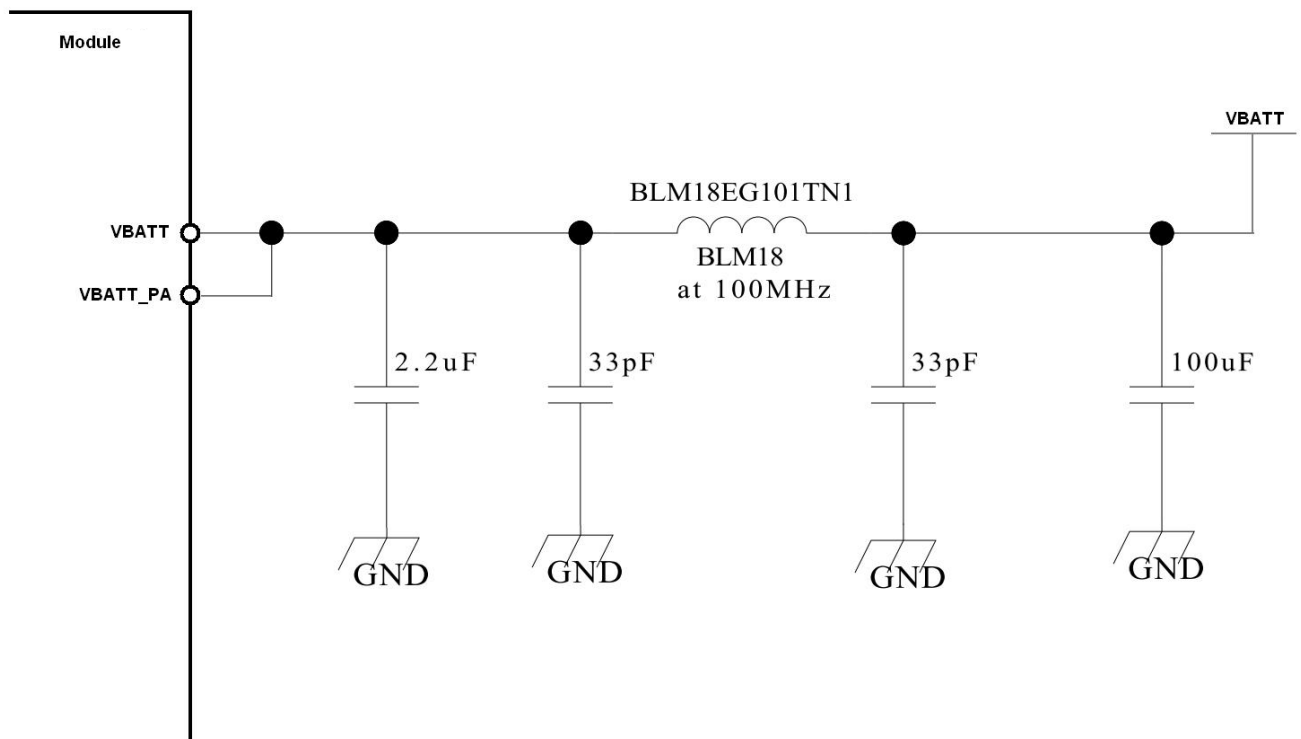 Module
VBATT
BLM18EG101TN1
VBATT
BLM18
at 100MHz
VBATT_PA
2.2uF
33pF
33pF
100uF
GND
GND
GND
GND